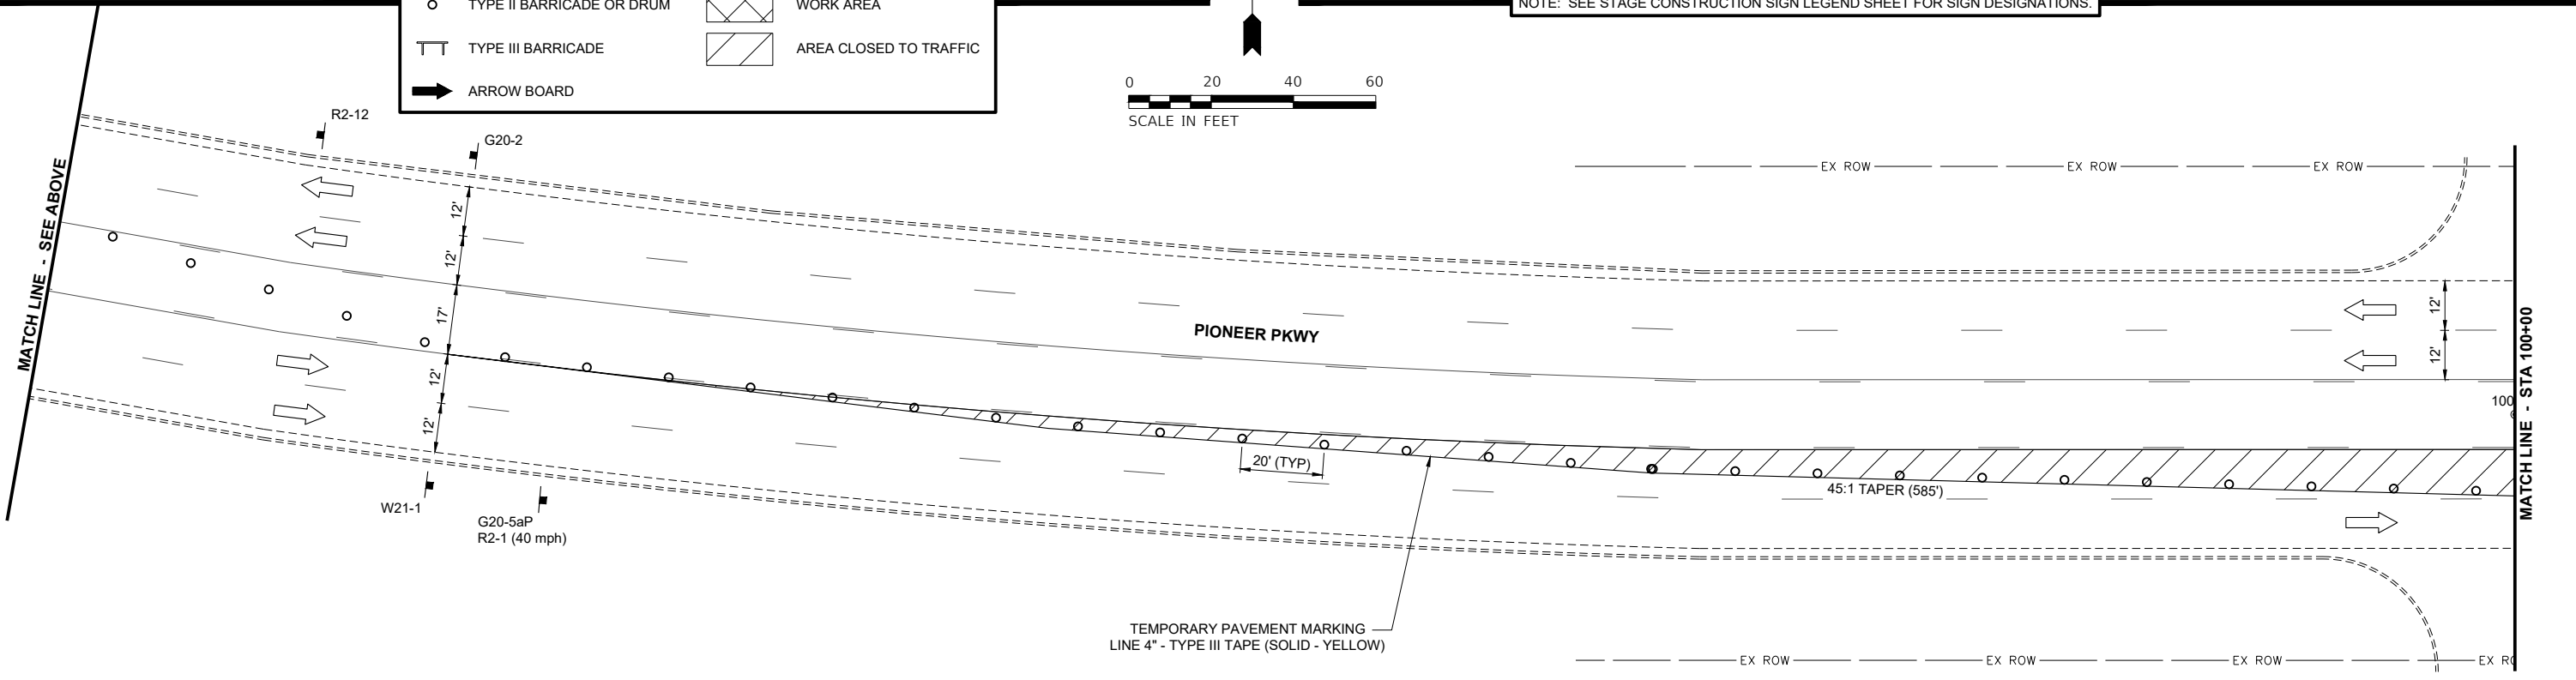 TYPE II BARRICADE OR DRUM
WORK AREA
NOTE: SEE STAGE CONSTRUCTION SIGN LEGEND SHEET FOR SIGN DESIGNATIONS.
TYPE III BARRICADE
AREA CLOSED TO TRAFFIC
ARROW BOARD
0 20 40 60
SCALE IN FEET
R2-12
G20-2
EX ROW
EX ROW
EX ROW
MATCH LINE - SEE ABOVE
12'
12'
17'
12'
12'
PIONEER PKWY
12'
12'
MATCH LINE - STA 100+00
100
20' (TYP)
45:1 TAPER (585')
W21-1
G20-5aP
R2-1 (40 mph)
TEMPORARY PAVEMENT MARKING
LINE 4" - TYPE III TAPE (SOLID - YELLOW)
EX ROW
EX ROW
EX ROW
EX RO